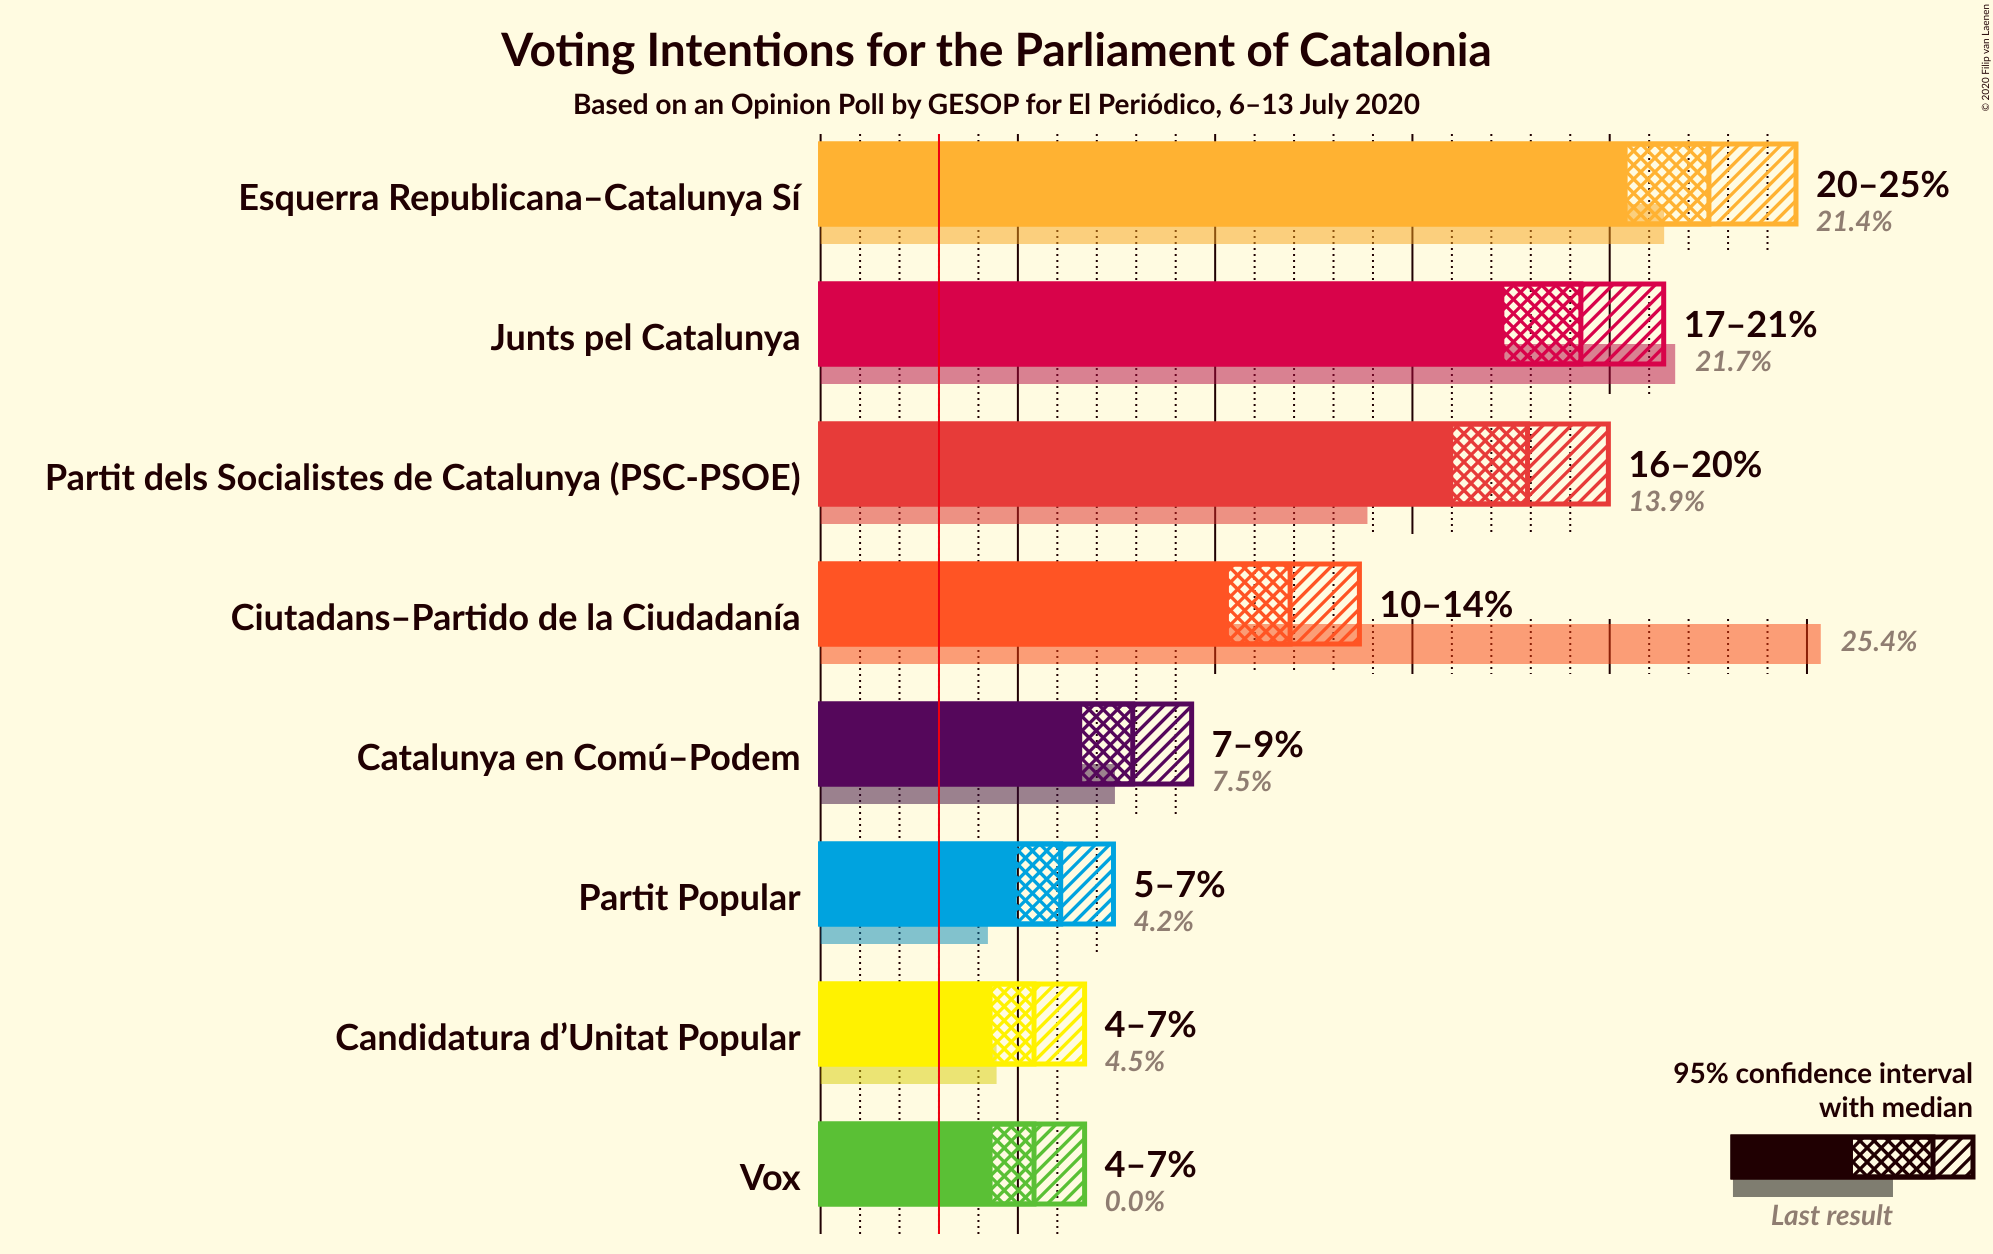 Voting Intentions for the Parliament of Catalonia
Based on an Opinion Poll by GESOP for El Periódico, 6–13 July 2020
© 2020 Filip van Laenen
Esquerra Republicana–Catalunya Sí
20–25%
21.4%
Junts pel Catalunya
17–21%
21.7%
Partit dels Socialistes de Catalunya (PSC-PSOE)
16–20%
13.9%
Ciutadans–Partido de la Ciudadanía
10–14%
25.4%
Catalunya en Comú–Podem
7–9%
7.5%
Partit Popular
5–7%
4.2%
Candidatura d’Unitat Popular
4–7%
4.5%
Vox
4–7%
0.0%
95% confidence interval
with median
Last result